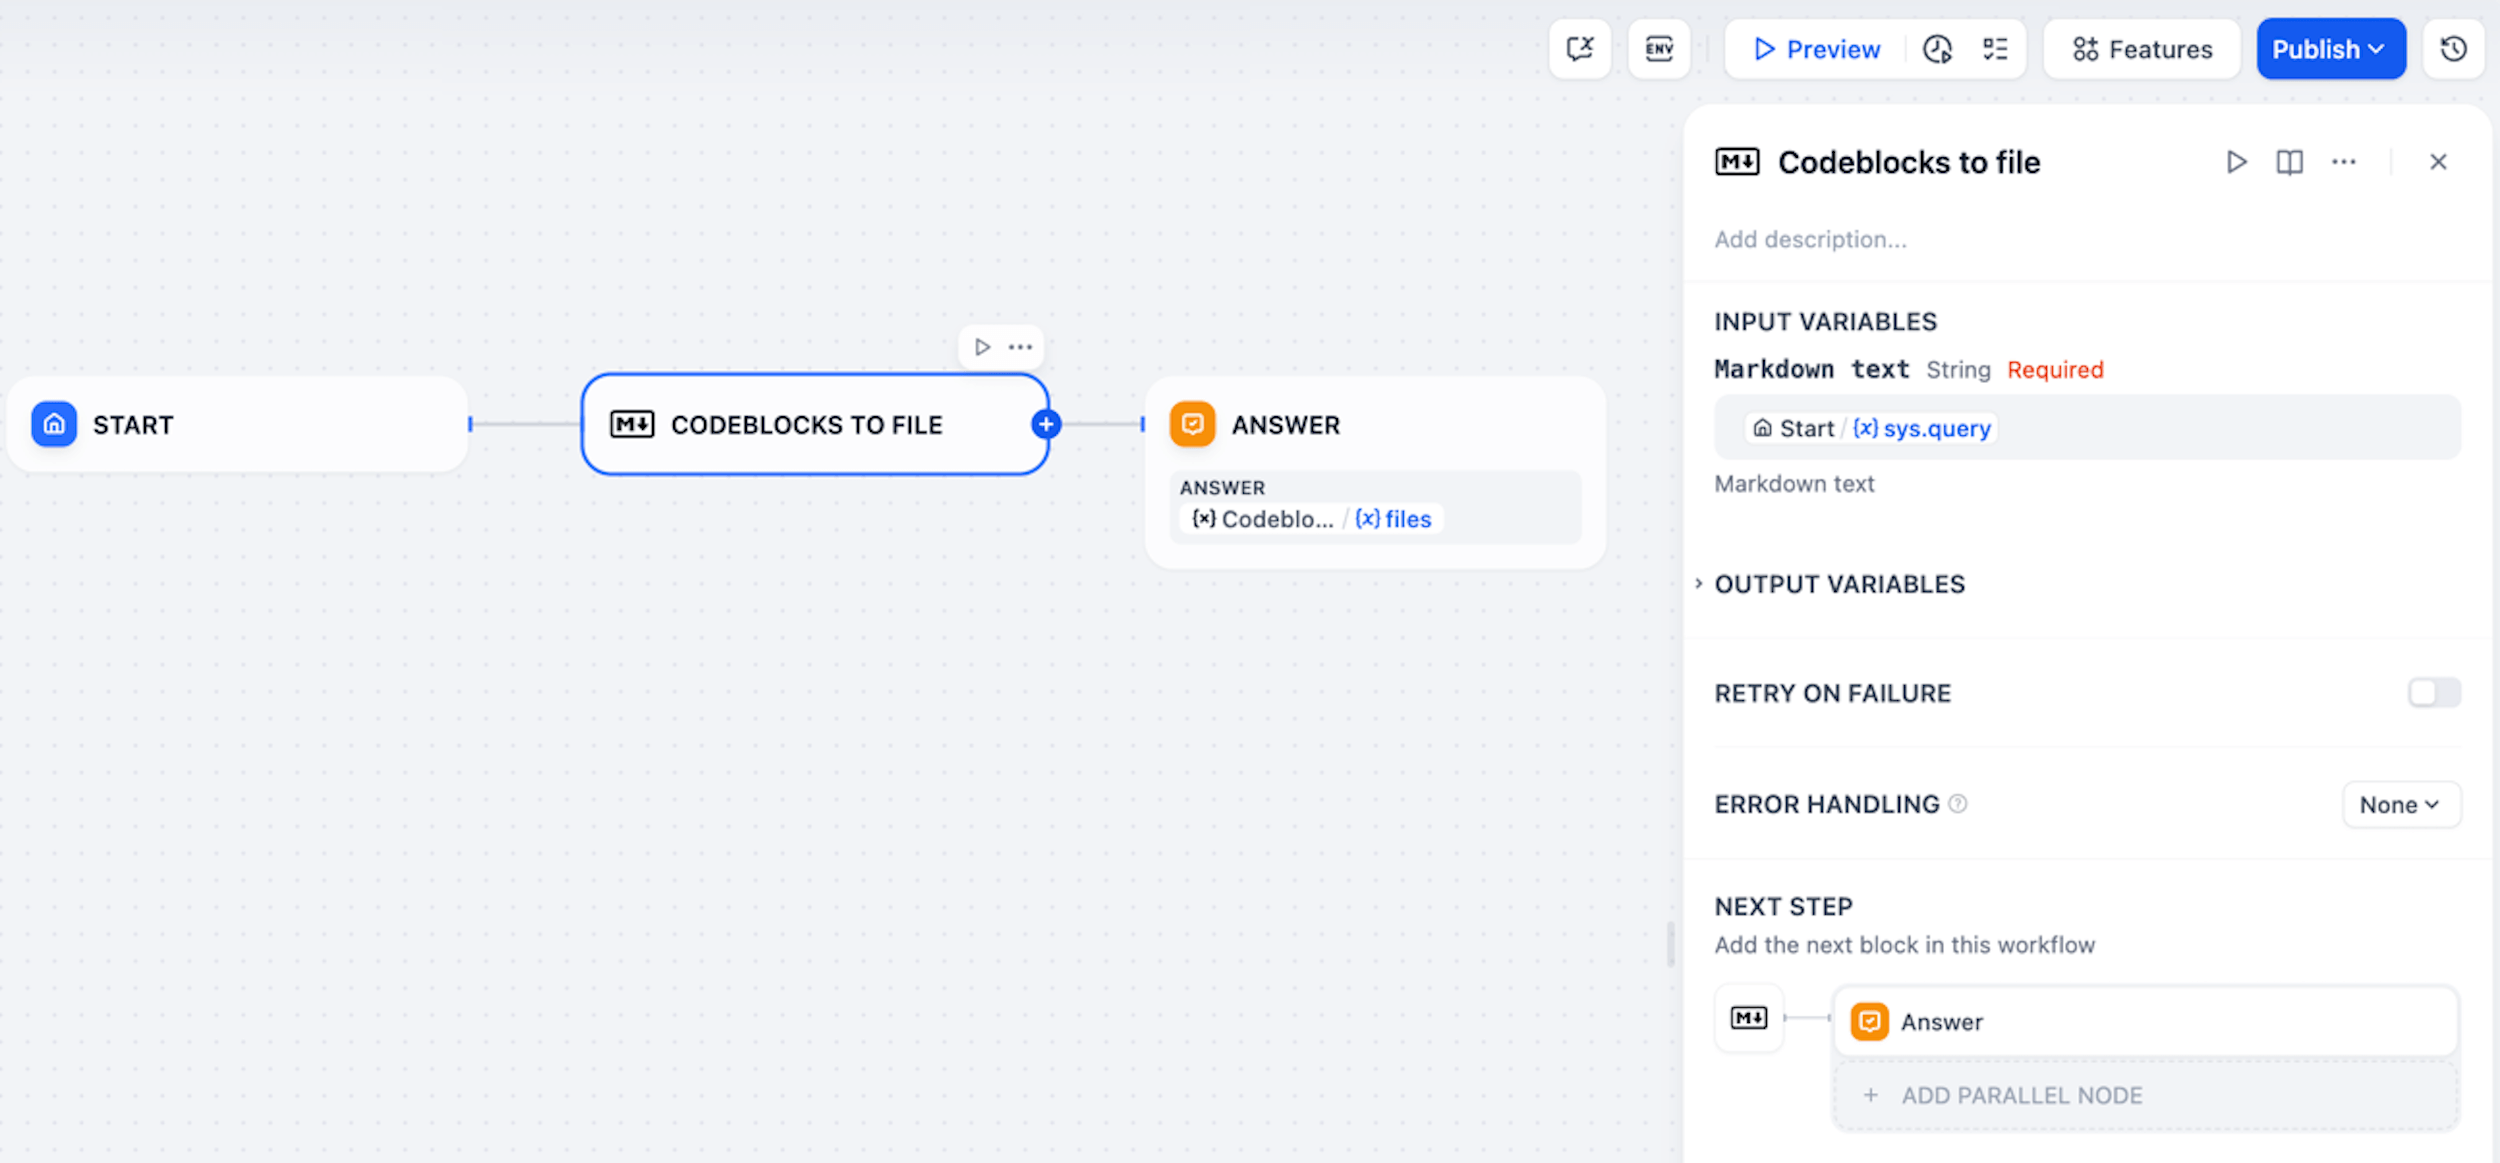 ENV
Preview
Features
Publish
START
M CODEBLOCKS TO FILE
ANSWER
ANSWER
{x} Codeblo... / {x} files
M Codeblocks to file
Add description...
INPUT VARIABLES
Markdown text String Required
Start / {x} sys.query
Markdown text
OUTPUT VARIABLES
RETRY ON FAILURE
ERROR HANDLING ?
None
NEXT STEP
Add the next block in this workflow
M Answer
+ ADD PARALLEL NODE